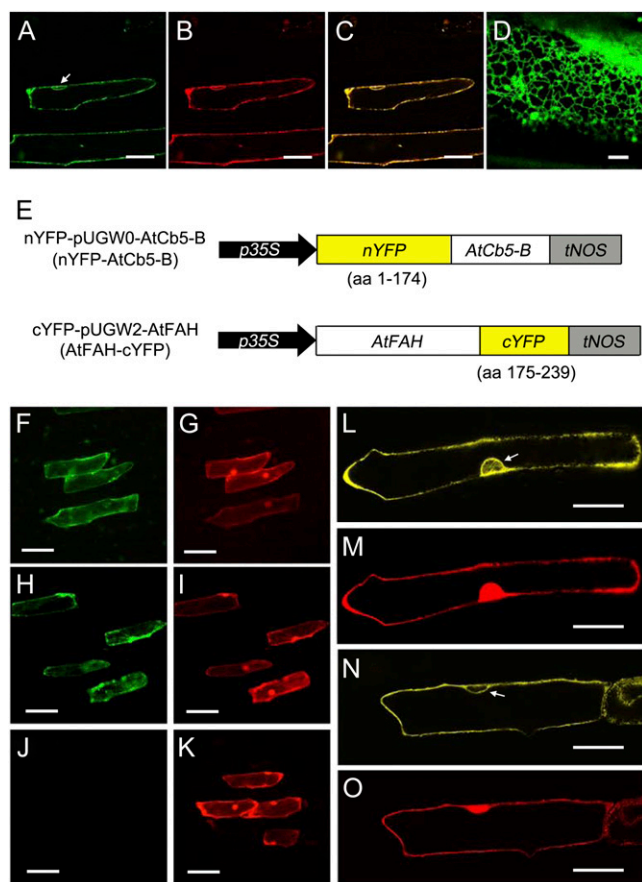 A B C D
E
nYFP-pUGW0-AtCb5-B
(nYFP-AtCb5-B)
p35S nYFP AtCb5-B tNOS
(aa 1-174)
cYFP-pUGW2-AtFAH
(AtFAH-cYFP)
p35S AtFAH cYFP tNOS
(aa 175-239)
F G L
M
H I
N
J K
O